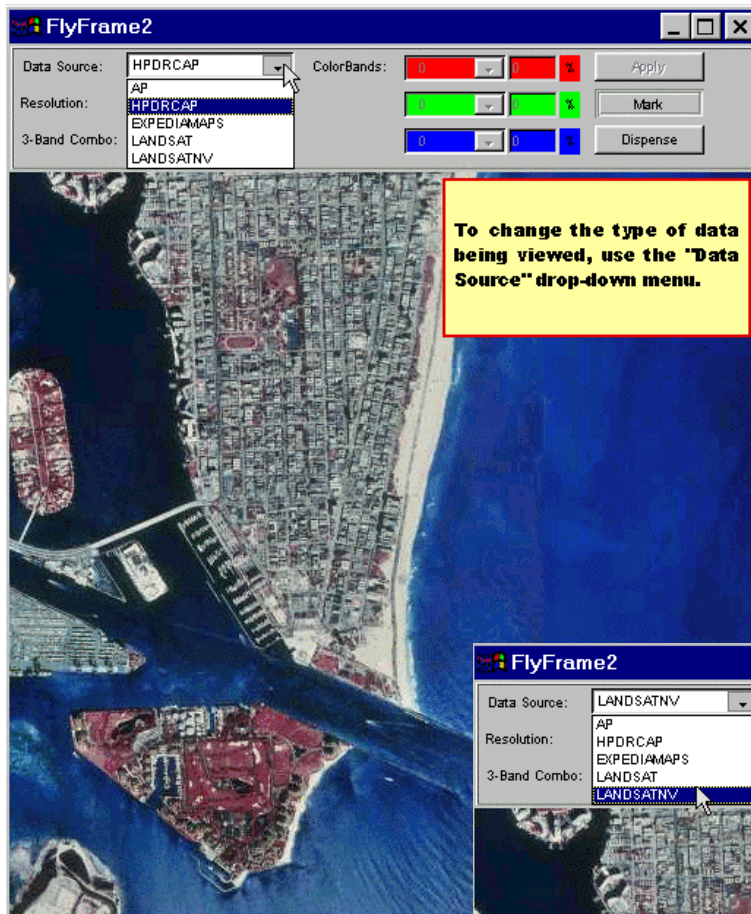 FlyFrame2
Data Source: HPDRCAP ColorBands: 0 0 % Apply
AP
Resolution: HPDRCAP 0 0 % Mark
EXPEDIAMAPS
3-Band Combo: LANDSAT 0 0 % Dispense
LANDSATNV
To change the type of data
being viewed, use the "Data
Source" drop-down menu.
FlyFrame2
Data Source: LANDSATNV
AP
Resolution: HPDRCAP
EXPEDIAMAPS
3-Band Combo: LANDSAT
LANDSATNV